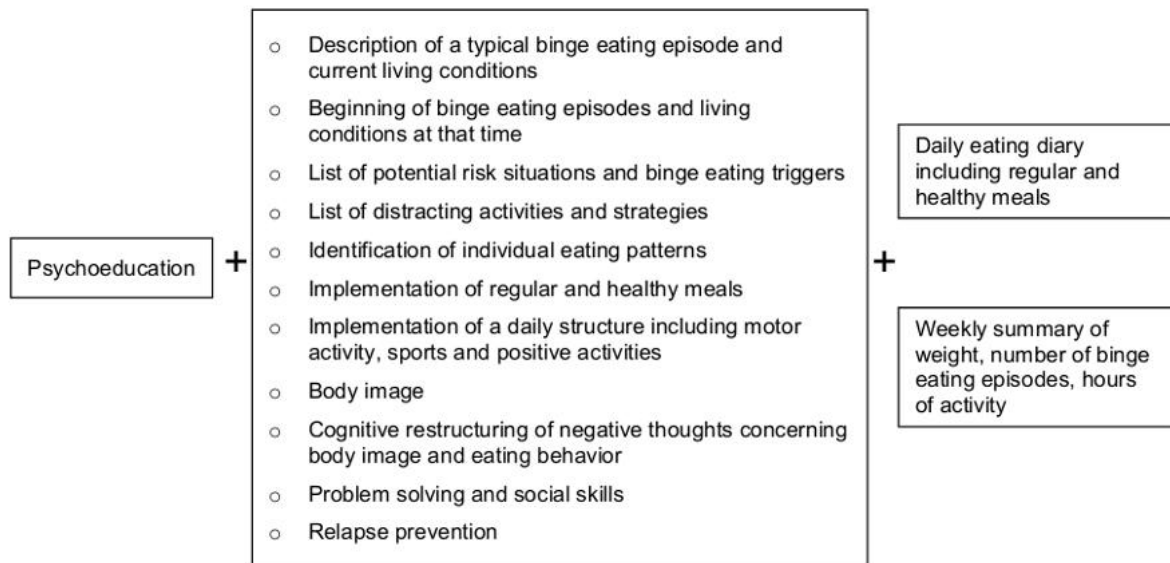 Psychoeducation
+
○ Description of a typical binge eating episode and
current living conditions
○ Beginning of binge eating episodes and living
conditions at that time
○ List of potential risk situations and binge eating triggers
○ List of distracting activities and strategies
○ Identification of individual eating patterns
○ Implementation of regular and healthy meals
○ Implementation of a daily structure including motor
activity, sports and positive activities
○ Body image
○ Cognitive restructuring of negative thoughts concerning
body image and eating behavior
○ Problem solving and social skills
○ Relapse prevention
+
Daily eating diary
including regular and
healthy meals
Weekly summary of
weight, number of binge
eating episodes, hours
of activity